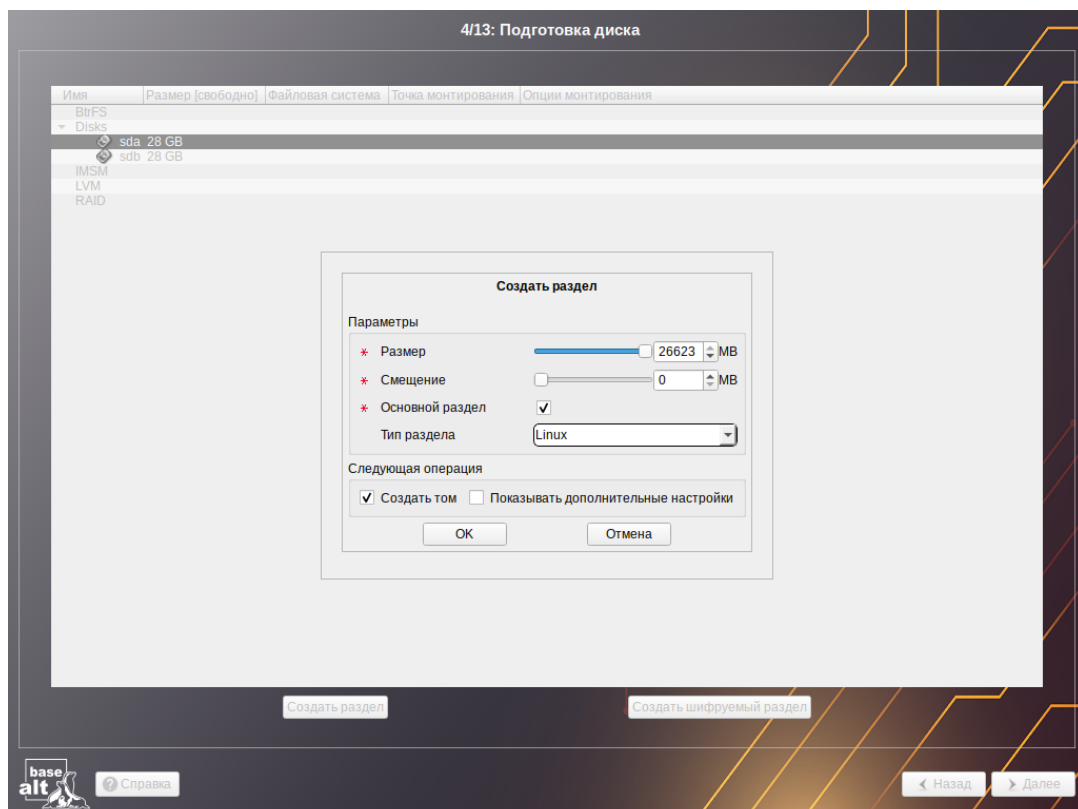 4/13: Подготовка диска
Имя Размер [свободно] Файловая система Точка монтирования Опции монтирования
BtrFS
Disks
sda 28 GB
sdb 28 GB
IMSM
LVM
RAID
Создать раздел
Параметры
* Размер 26623 MB
* Смещение 0 MB
* Основной раздел
Тип раздела Linux
Следующая операция
Создать том Показывать дополнительные настройки
OK Отмена
Создать раздел Создать шифруемый раздел
base
alt
Справка Назад Далее